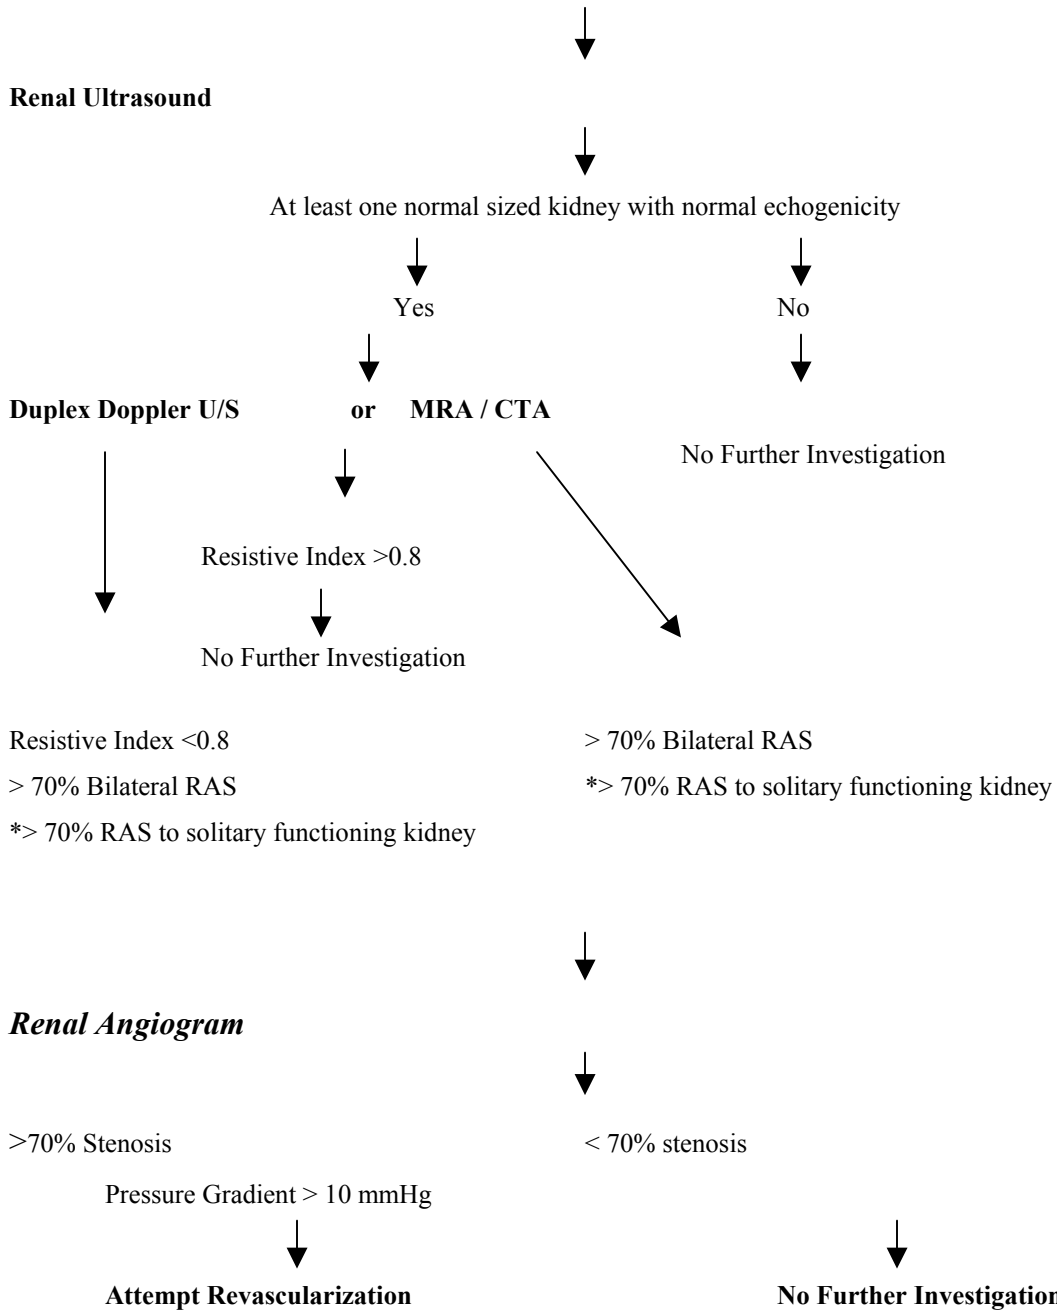 Renal Ultrasound
At least one normal sized kidney with normal echogenicity
Yes No
Duplex Doppler U/S or MRA / CTA
No Further Investigation
Resistive Index >0.8
No Further Investigation
Resistive Index <0.8 > 70% Bilateral RAS
> 70% Bilateral RAS *> 70% RAS to solitary functioning kidney
*> 70% RAS to solitary functioning kidney
Renal Angiogram
>70% Stenosis < 70% stenosis
Pressure Gradient > 10 mmHg
Attempt Revascularization No Further Investigation